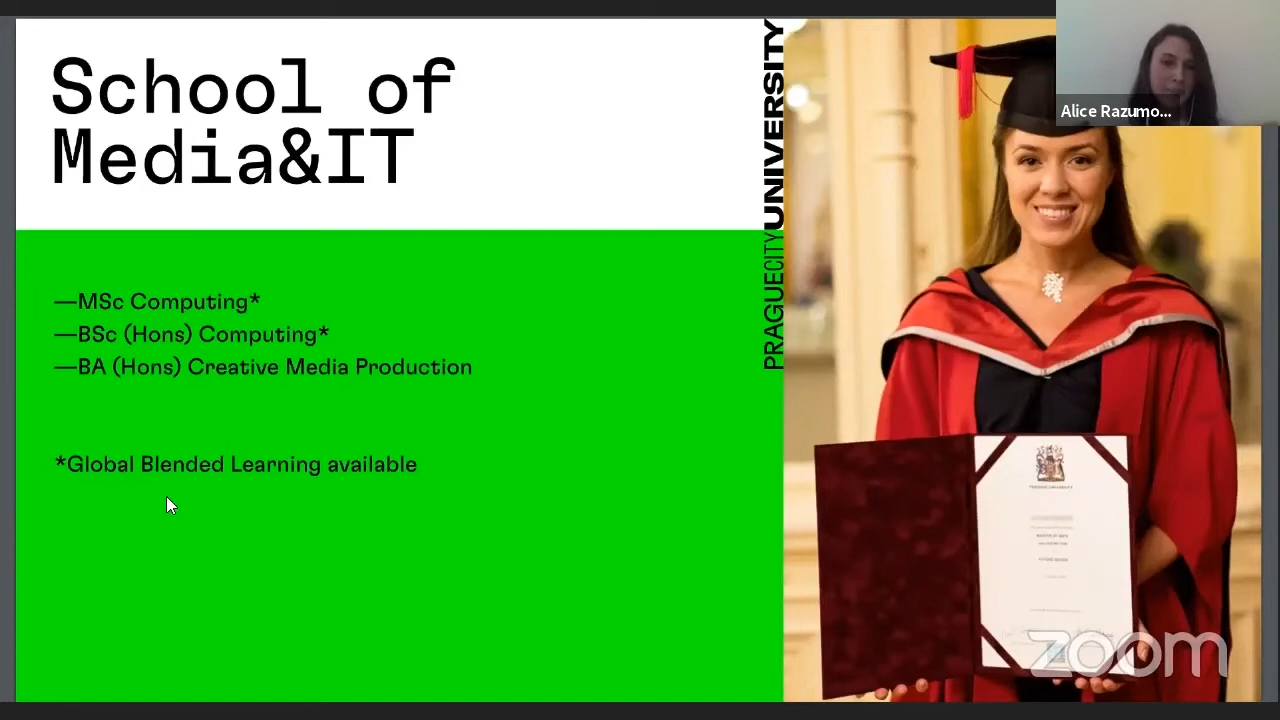 School of
Media&IT
—MSc Computing*
—BSc (Hons) Computing*
—BA (Hons) Creative Media Production
*Global Blended Learning available
PRAGUECITYUNIVERSITY
Alice Razumo...
zoom